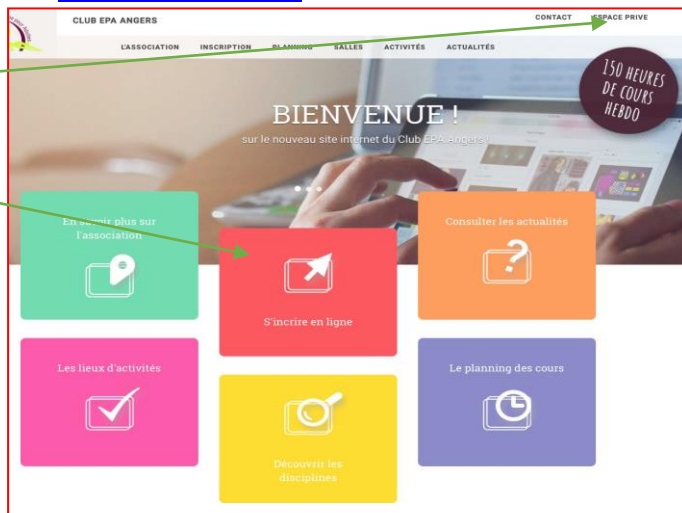 CLUB EPA ANGERS
CONTACT
ESPACE PRIVE
L'ASSOCIATION
INSCRIPTION
PLANNING
SALLES
ACTIVITÉS
ACTUALITÉS
150 HEURES
DE COURS
HEBDO
BIENVENUE !
sur le nouveau site internet du Club EPA Angers !
En savoir plus sur
l'association
S'incrire en ligne
Consulter les actualités
Les lieux d'activités
Découvrir les
disciplines
Le planning des cours